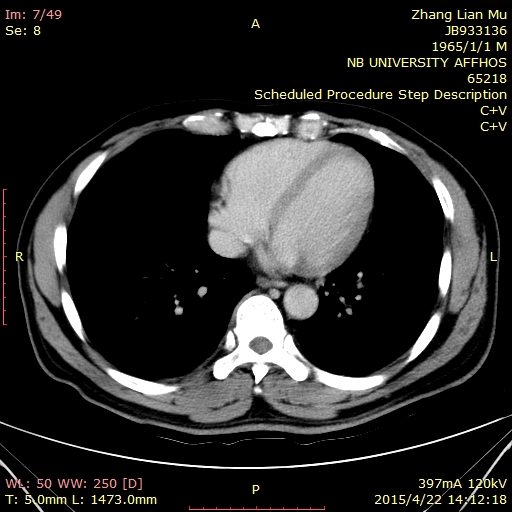 Im: 7/49
Se: 8
A
Zhang Lian Mu
JB933136
1965/1/1 M
NB UNIVERSITY AFFHOS
65218
Scheduled Procedure Step Description
C+V
C+V
R
L
WL: 50 WW: 250 [D]
T: 5.0mm L: 1473.0mm
P
397mA 120kV
2015/4/22 14:12:18